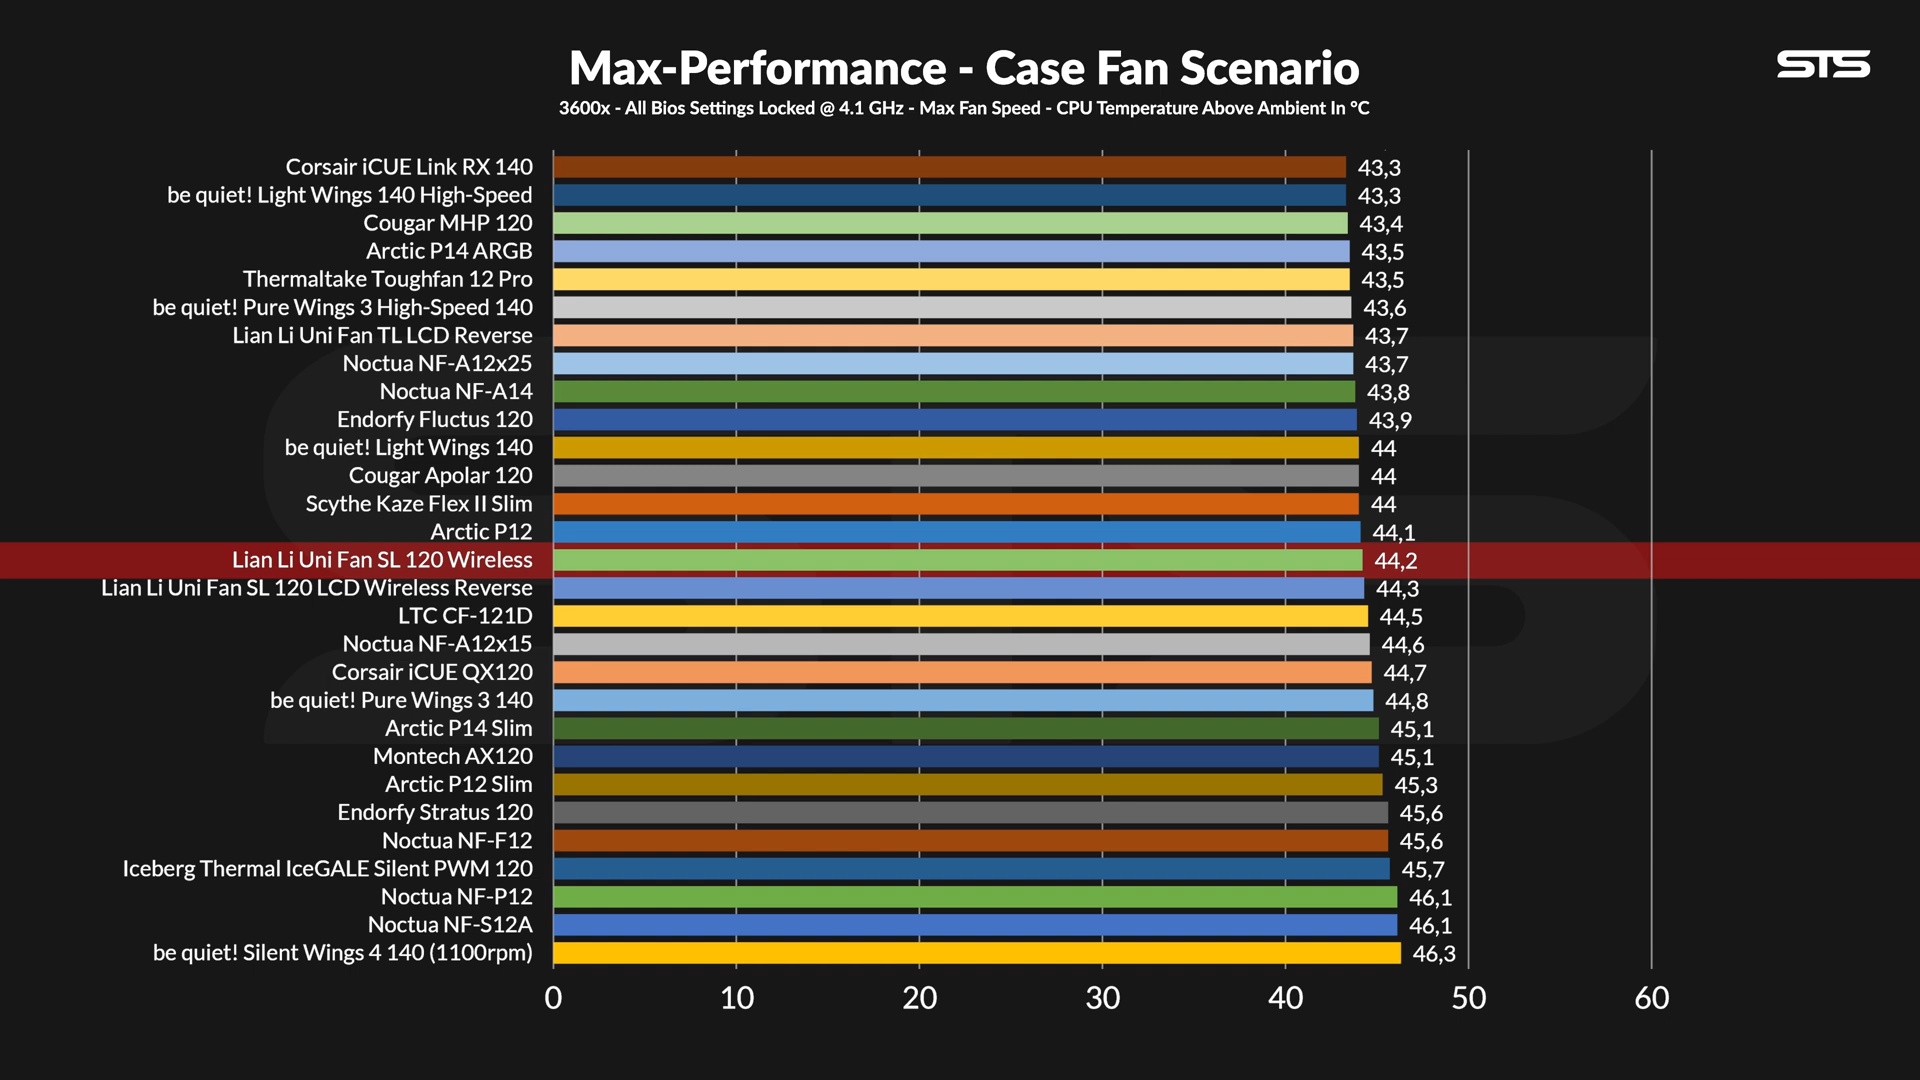 Max-Performance - Case Fan Scenario
STS
3600x - All Bios Settings Locked @ 4.1 GHz - Max Fan Speed - CPU Temperature Above Ambient In °C
Corsair iCUE Link RX 140 43,3
be quiet! Light Wings 140 High-Speed 43,3
Cougar MHP 120 43,4
Arctic P14 ARGB 43,5
Thermaltake Toughfan 12 Pro 43,5
be quiet! Pure Wings 3 High-Speed 140 43,6
Lian Li Uni Fan TL LCD Reverse 43,7
Noctua NF-A12x25 43,7
Noctua NF-A14 43,8
Endorfy Fluctus 120 43,9
be quiet! Light Wings 140 44
Cougar Apolar 120 44
Scythe Kaze Flex II Slim 44
Arctic P12 44,1
Lian Li Uni Fan SL 120 Wireless 44,2
Lian Li Uni Fan SL 120 LCD Wireless Reverse 44,3
LTC CF-121D 44,5
Noctua NF-A12x15 44,6
Corsair iCUE QX120 44,7
be quiet! Pure Wings 3 140 44,8
Arctic P14 Slim 45,1
Montech AX120 45,1
Arctic P12 Slim 45,3
Endorfy Stratus 120 45,6
Noctua NF-F12 45,6
Iceberg Thermal IceGALE Silent PWM 120 45,7
Noctua NF-P12 46,1
Noctua NF-S12A 46,1
be quiet! Silent Wings 4 140 (1100rpm) 46,3
0 10 20 30 40 50 60